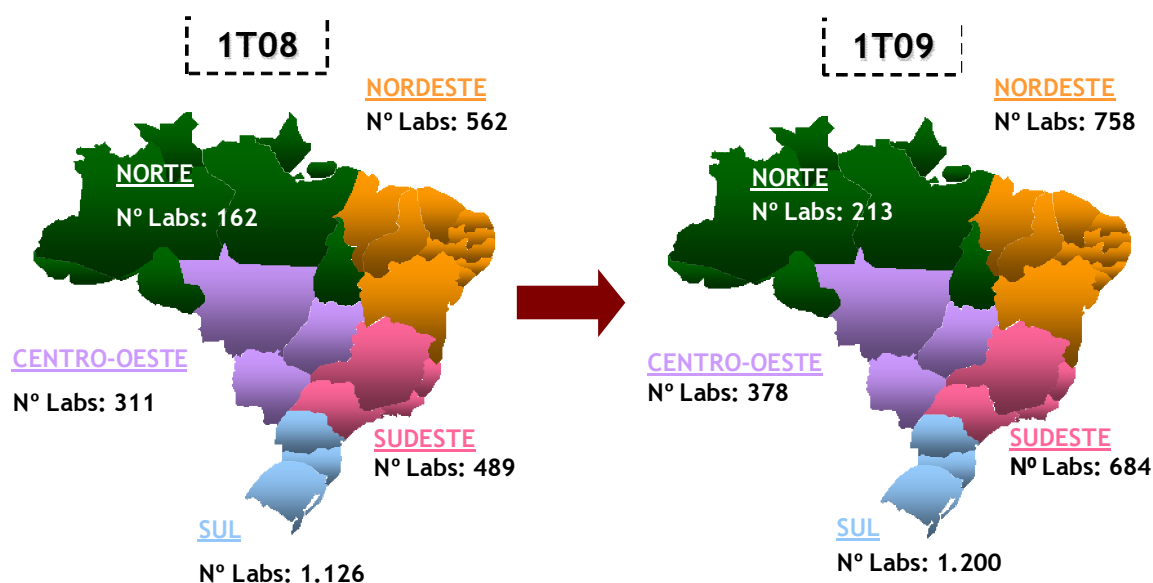 1T08
NORDESTE
Nº Labs: 562
NORTE
Nº Labs: 162
CENTRO-OESTE
Nº Labs: 311
SUDESTE
Nº Labs: 489
SUL
Nº Labs: 1.126
1T09
NORDESTE
Nº Labs: 758
NORTE
Nº Labs: 213
CENTRO-OESTE
Nº Labs: 378
SUDESTE
Nº Labs: 684
SUL
Nº Labs: 1.200